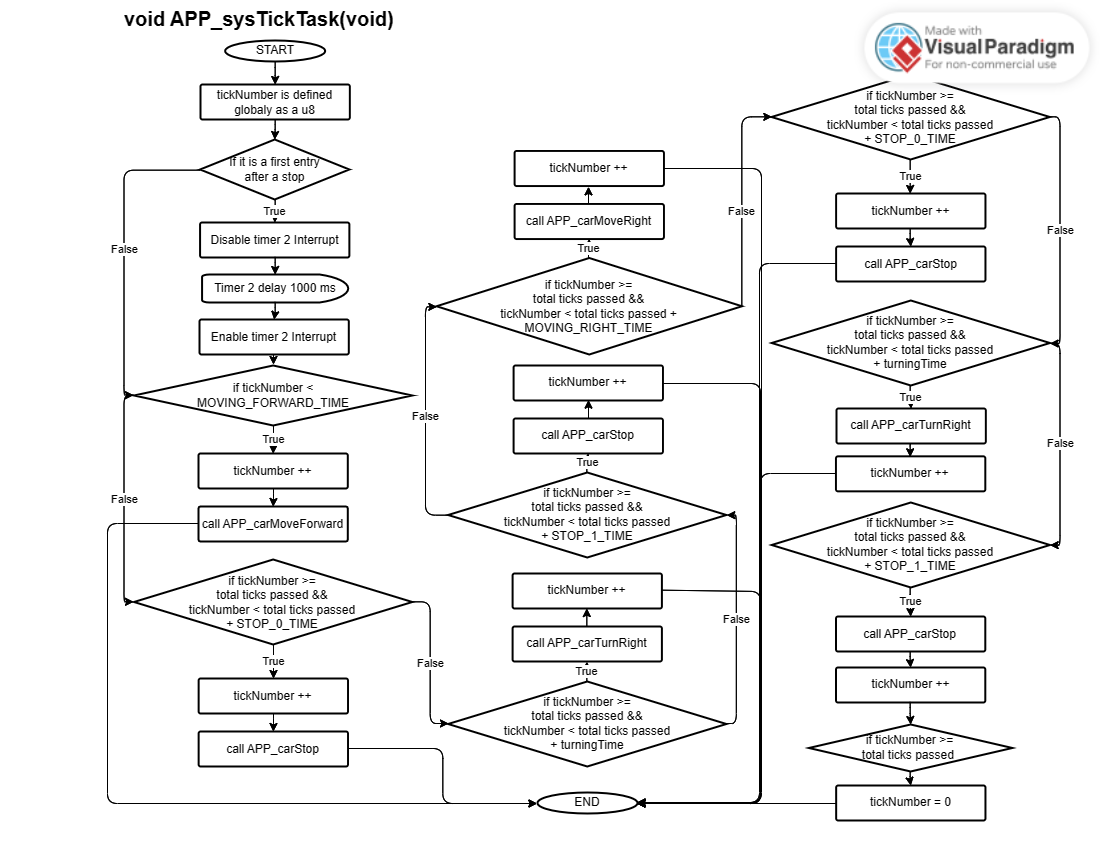 void APP_sysTickTask(void)
START
tickNumber is defined
globaly as a u8
If it is a first entry
after a stop
True
False
Disable timer 2 Interrupt
Timer 2 delay 1000 ms
Enable timer 2 Interrupt
if tickNumber <
MOVING_FORWARD_TIME
True
False
tickNumber ++
call APP_carMoveForward
if tickNumber >=
total ticks passed &&
tickNumber < total ticks passed
+ STOP_0_TIME
True
False
tickNumber ++
call APP_carStop
tickNumber ++
call APP_carMoveRight
True
False
if tickNumber >=
total ticks passed &&
tickNumber < total ticks passed +
MOVING_RIGHT_TIME
tickNumber ++
call APP_carStop
True
False
if tickNumber >=
total ticks passed &&
tickNumber < total ticks passed
+ STOP_1_TIME
tickNumber ++
call APP_carTurnRight
True
False
if tickNumber >=
total ticks passed &&
tickNumber < total ticks passed
+ turningTime
END
Made with
Visual Paradigm
For non-commercial use
if tickNumber >=
total ticks passed &&
tickNumber < total ticks passed
+ STOP_0_TIME
True
False
tickNumber ++
call APP_carStop
if tickNumber >=
total ticks passed &&
tickNumber < total ticks passed
+ turningTime
True
False
call APP_carTurnRight
tickNumber ++
if tickNumber >=
total ticks passed &&
tickNumber < total ticks passed
+ STOP_1_TIME
True
call APP_carStop
tickNumber ++
if tickNumber >=
total ticks passed
tickNumber = 0